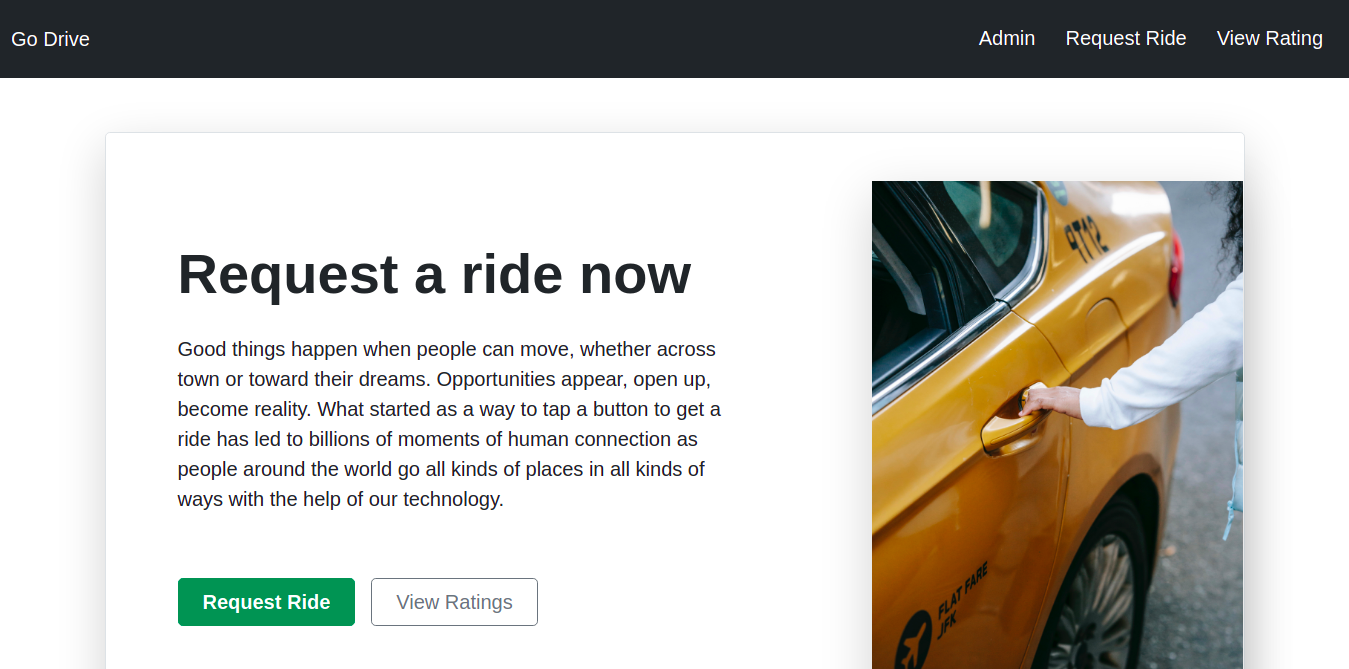 Go Drive
Admin
Request Ride
View Rating
Request a ride now
Good things happen when people can move, whether across
town or toward their dreams. Opportunities appear, open up,
become reality. What started as a way to tap a button to get a
ride has led to billions of moments of human connection as
people around the world go all kinds of places in all kinds of
ways with the help of our technology.
Request Ride
View Ratings
9T12
FLAT FARE
JFK